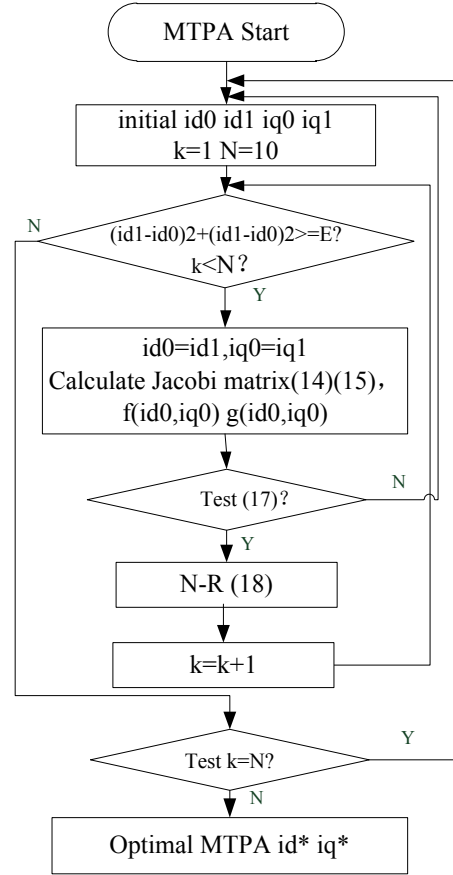 MTPA Start
initial id0 id1 iq0 iq1
k=1 N=10
N
(id1-id0)2+(id1-id0)2>=E?
k<N?
Y
id0=id1,iq0=iq1
Calculate Jacobi matrix(14)(15),
f(id0,iq0) g(id0,iq0)
Test (17)?
N
Y
N-R (18)
k=k+1
Test k=N?
Y
N
Optimal MTPA id* iq*